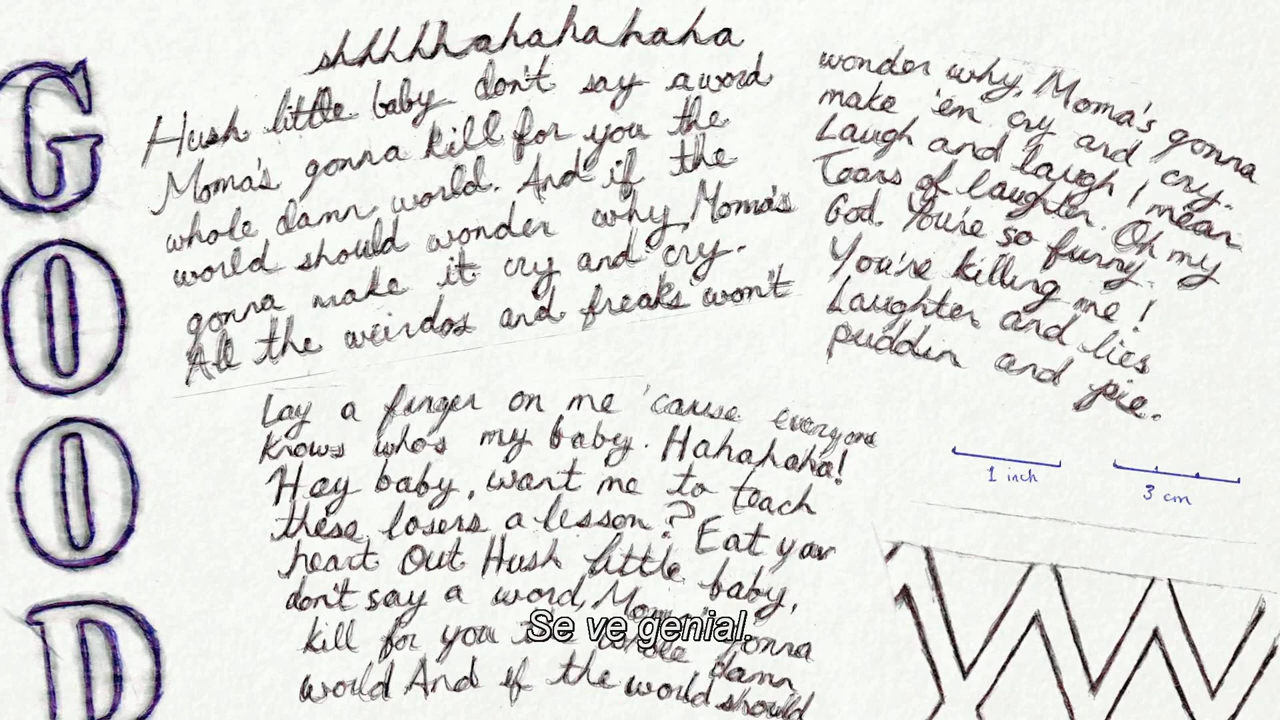 GOOD
shhhhhahahahaha
Hush little baby don't say a word
Moma's gonna kill for you the
whole damn world. And if the
world should wonder why Moma's
gonna make it cry and cry.
All the weirdos and freaks won't
Lay a finger on me 'cause everyone
knows who's my baby. Hahahaha!
Hey baby, want me to teach
these losers a lesson? Eat your
heart out Hush little baby,
don't say a word, Moma's gonna
kill for you the whole damn
world And if the world should
wonder why, Moma's gonna
make 'em cry and cry.
Laugh and laugh, I mean
Tears of laughter. Oh my
God. You're so funny.
You're killing me!
Laughter and lies
puddin and pie.
1 inch
3 cm
Se ve genial.